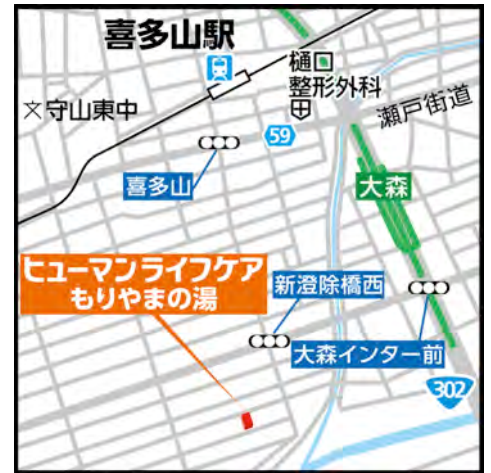 喜多山駅
樋口
整形外科
文守山東中
瀬戸街道
59
喜多山
大森
ヒューマンライフケア
もりやまの湯
新澄除橋西
大森インター前
302